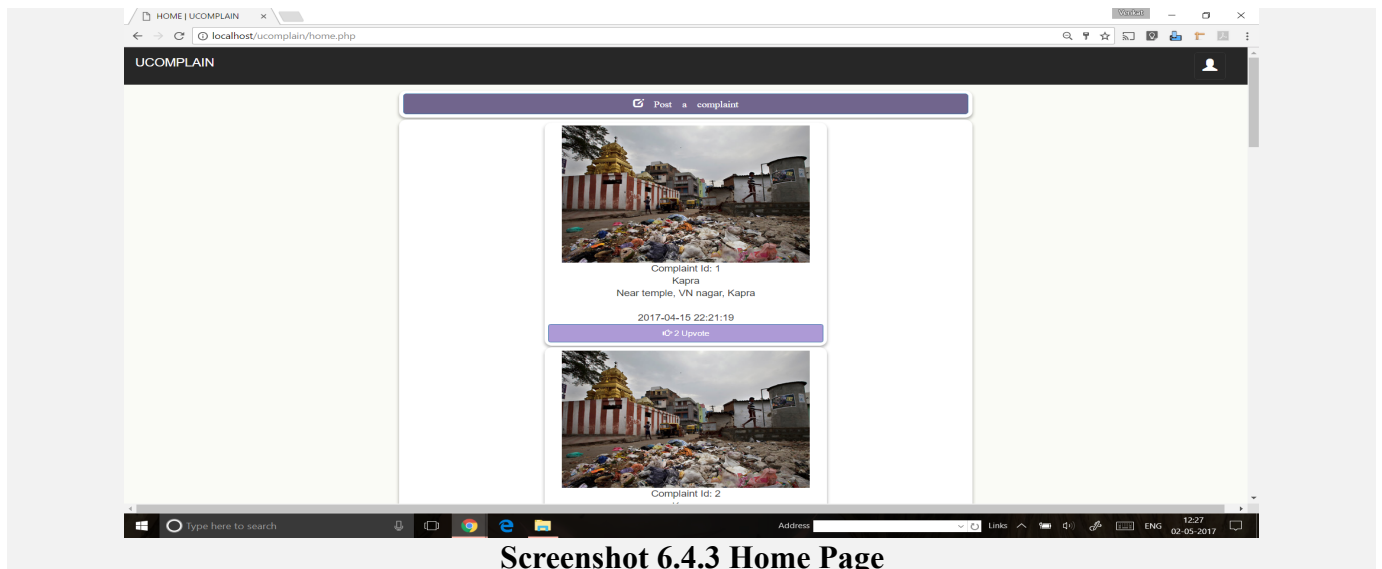 HOME | UCOMPLAIN
Venkat
localhost/ucomplain/home.php
UCOMPLAIN
Post a complaint
Complaint Id: 1
Kapra
Near temple, VN nagar, Kapra
2017-04-15 22:21:19
2 Upvote
Complaint Id: 2
Type here to search
Address
Links
ENG
12:27
02-05-2017
Screenshot 6.4.3 Home Page